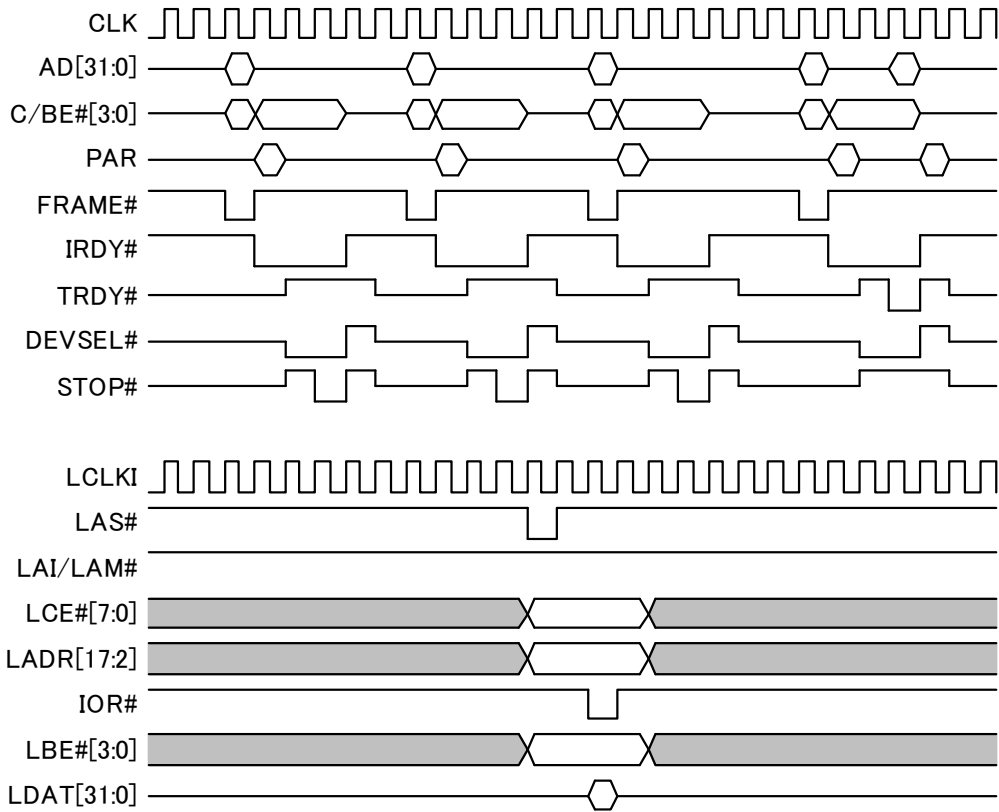 CLK
AD[31:0]
C/BE#[3:0]
PAR
FRAME#
IRDY#
TRDY#
DEVSEL#
STOP#
LCLKI
LAS#
LAI/LAM#
LCE#[7:0]
LADR[17:2]
IOR#
LBE#[3:0]
LDAT[31:0]